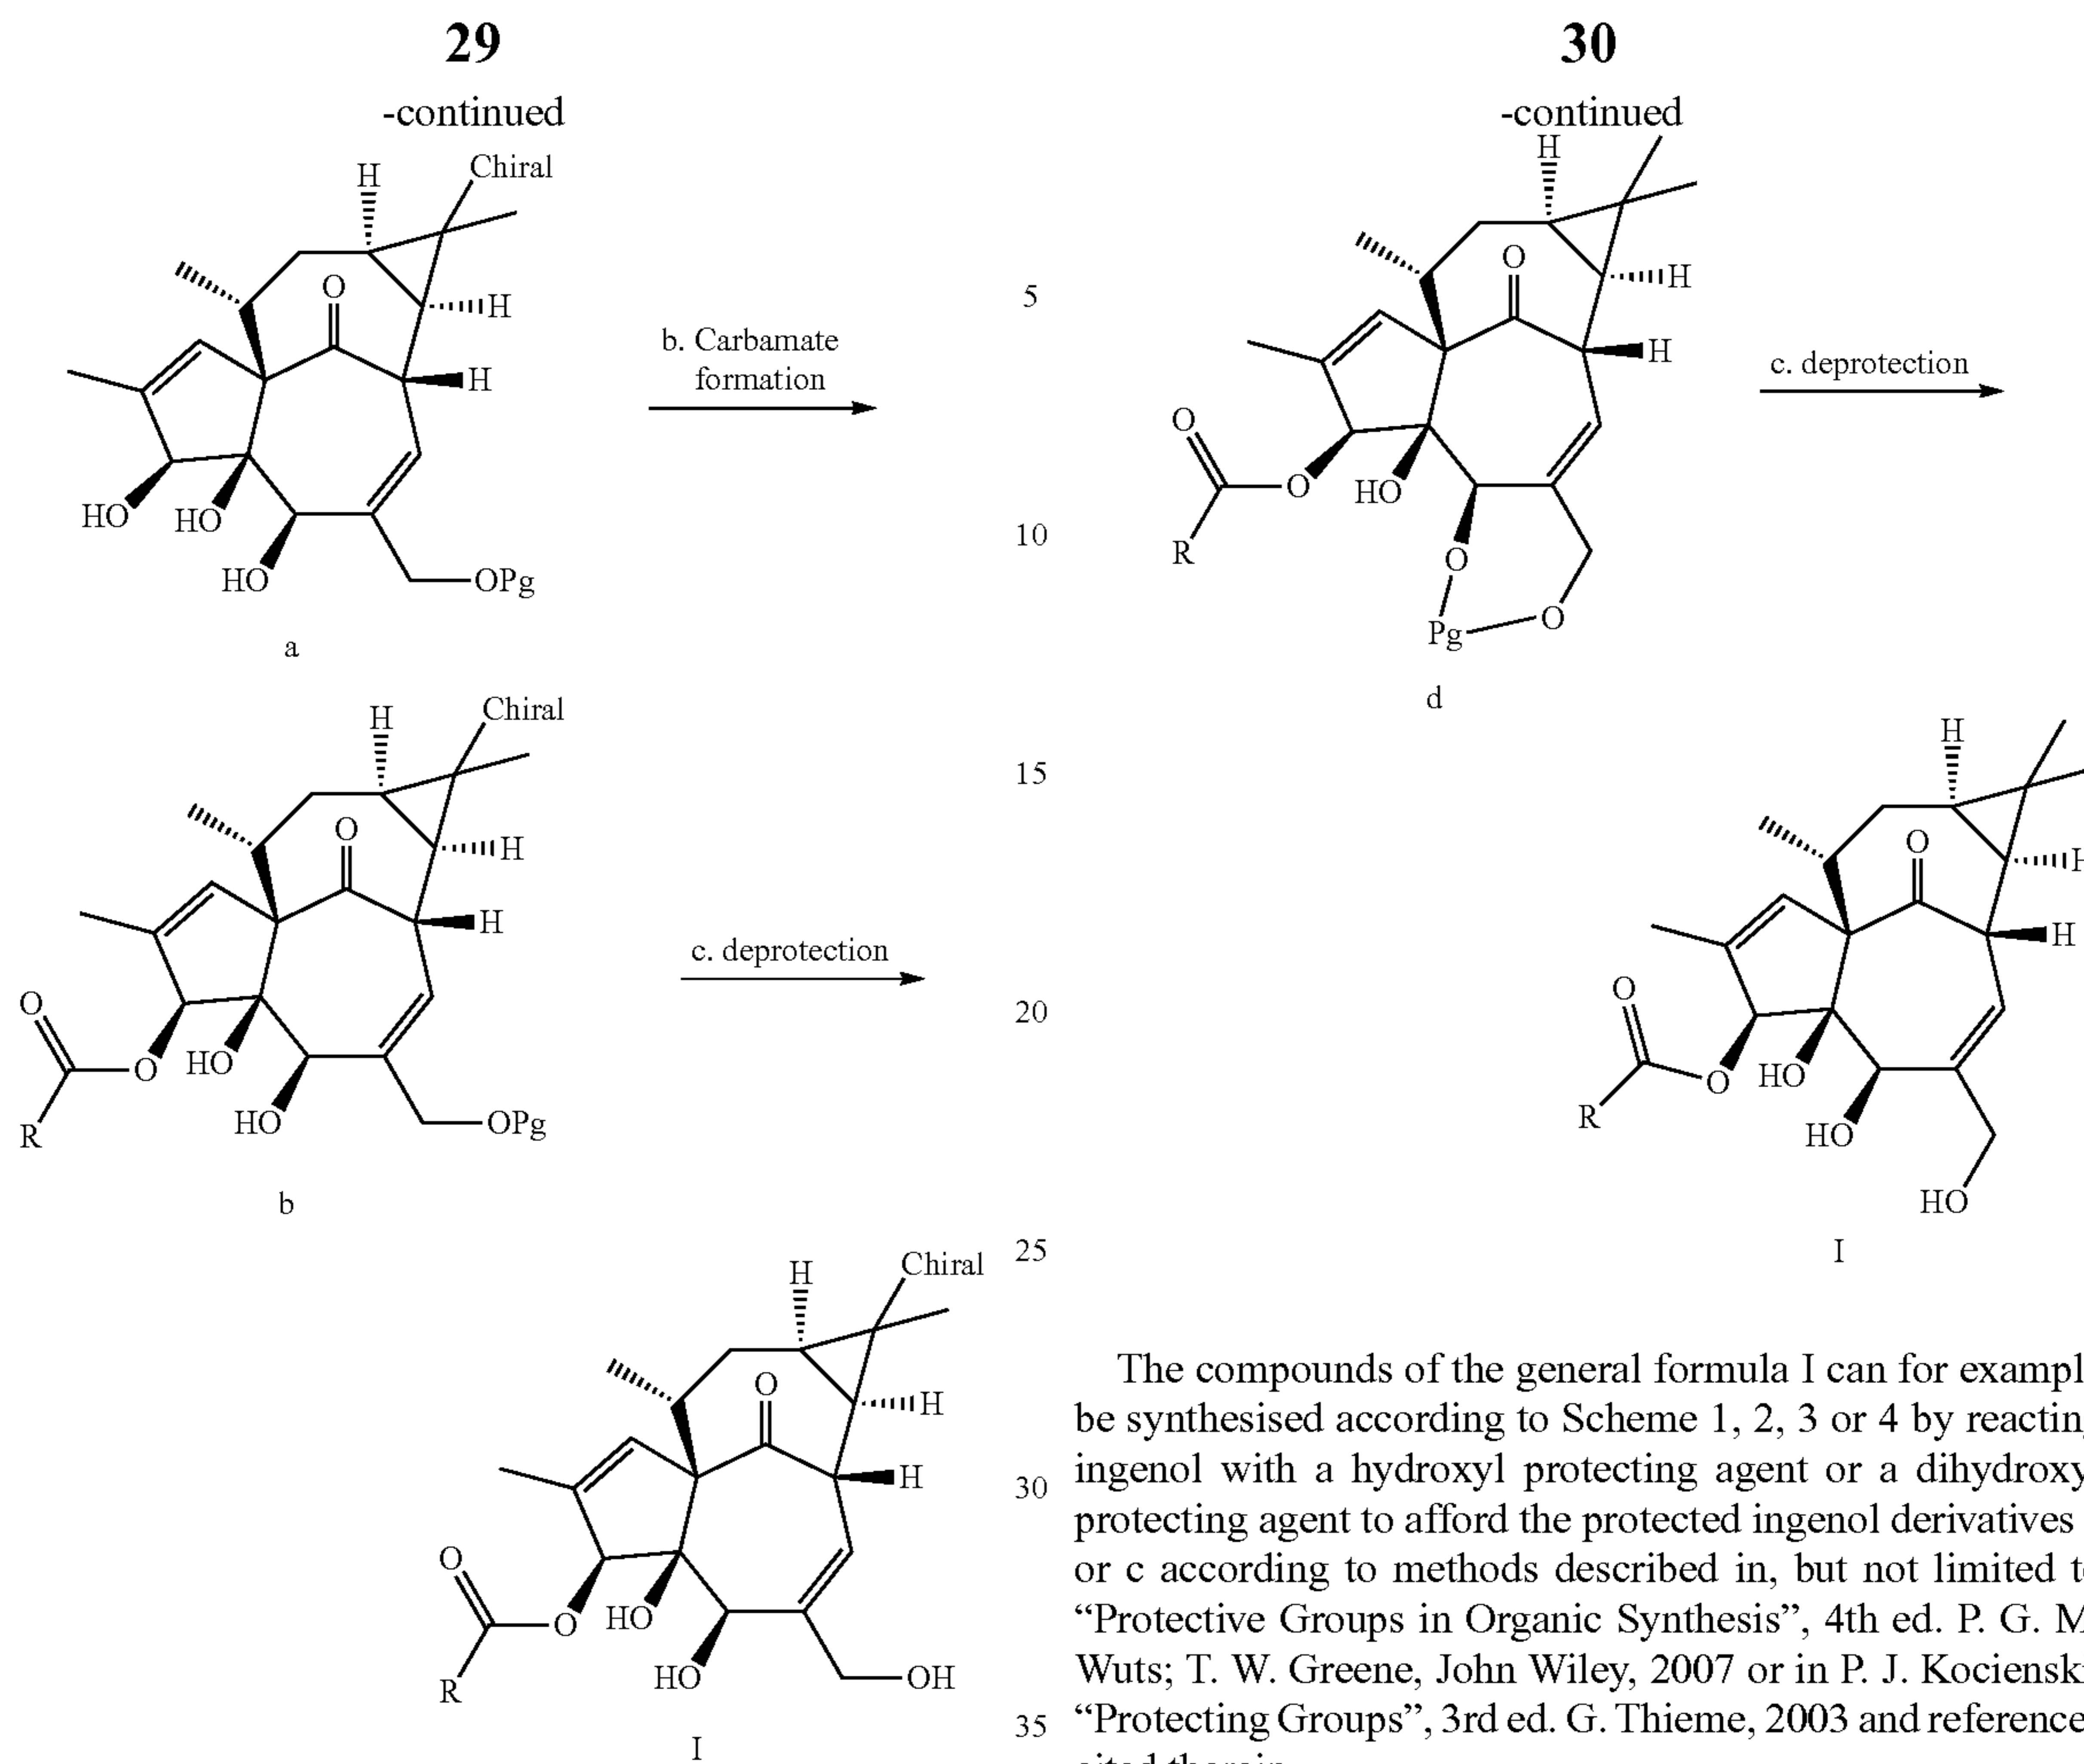 29
-continued
H
Chiral
O
H
H
b. Carbamate
formation
HO
HO
HO
OPg
a
H
Chiral
O
H
H
c. deprotection
O
O
R
HO
HO
OPg
b
H
Chiral
O
H
H
O
O
R
HO
HO
OH
I
5
10
15
20
25
30
35
30
-continued
H
O
H
H
c. deprotection
O
O
R
HO
O
Pg
O
d
H
O
H
H
O
O
R
HO
HO
HO
I
The compounds of the general formula I can for exampl
be synthesised according to Scheme 1, 2, 3 or 4 by reacting
ingenol with a hydroxyl protecting agent or a dihydroxy
protecting agent to afford the protected ingenol derivatives
or c according to methods described in, but not limited to
“Protective Groups in Organic Synthesis”, 4th ed. P. G. M
Wuts; T. W. Greene, John Wiley, 2007 or in P. J. Kociensk
“Protecting Groups”, 3rd ed. G. Thieme, 2003 and reference